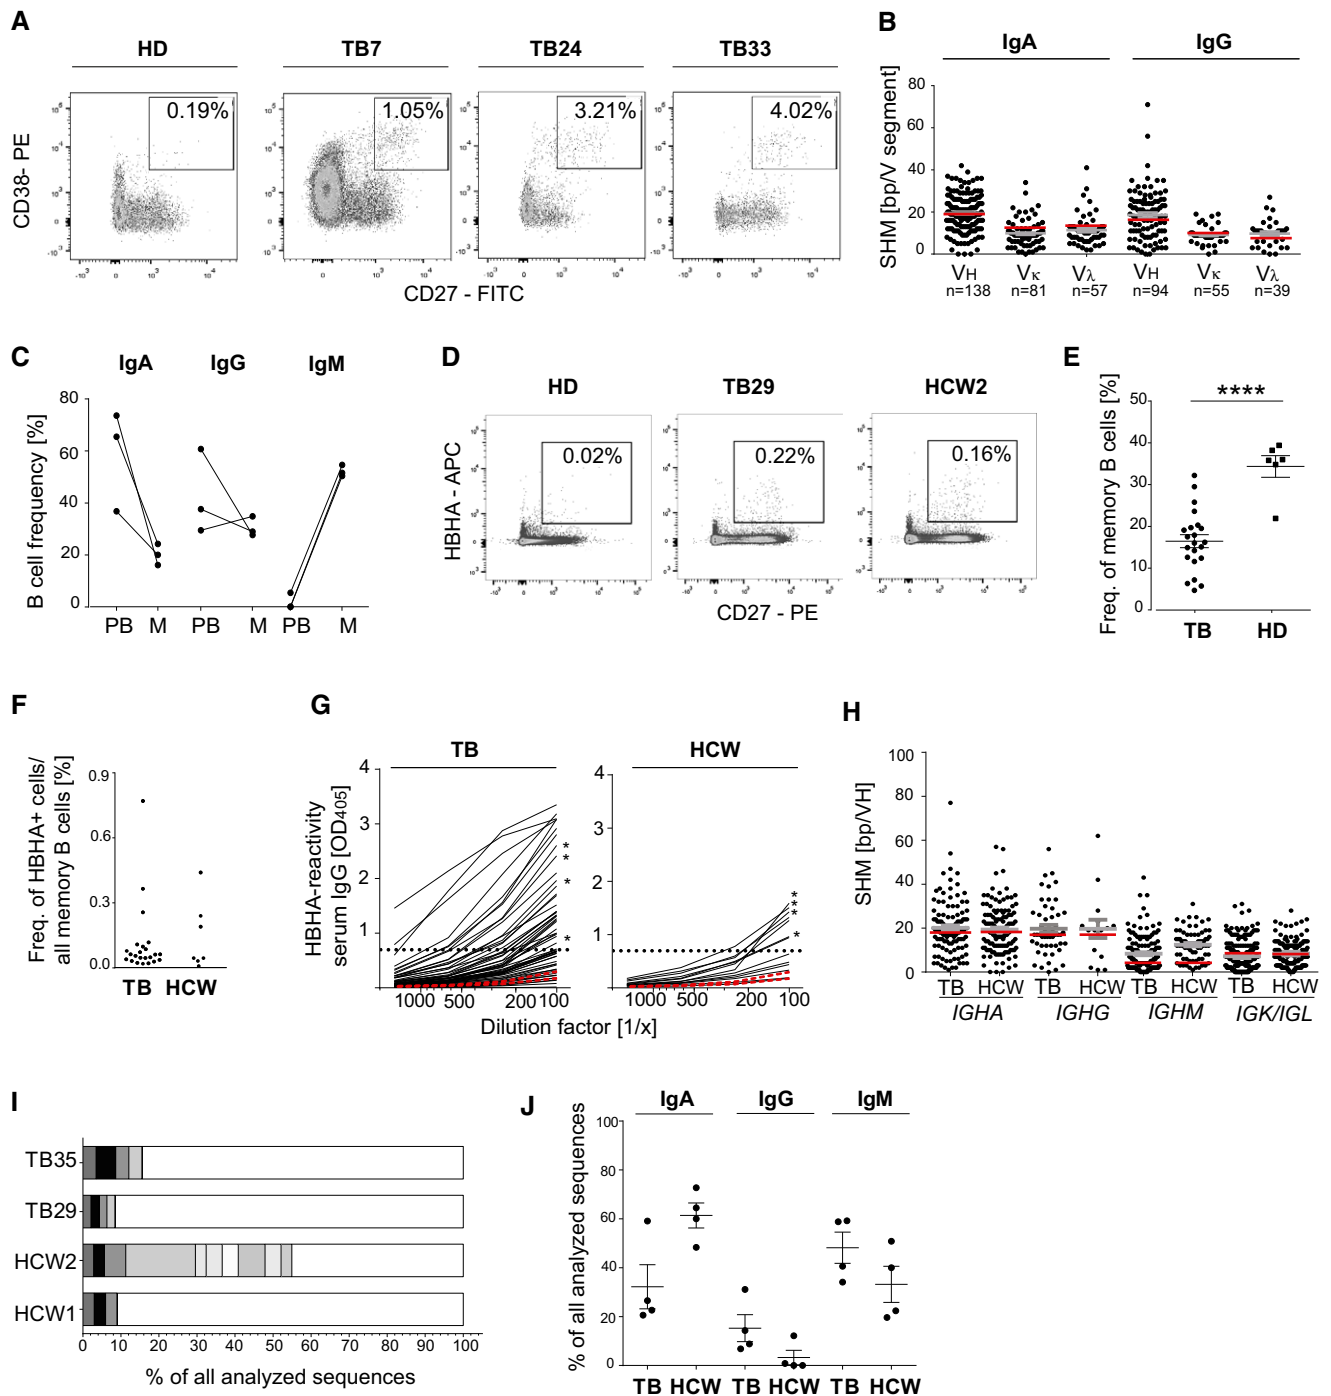 A
HD
TB7
TB24
TB33
0.19%
1.05%
3.21%
4.02%
CD38- PE
CD27 - FITC
B
IgA
IgG
SHM [bp/V segment]
80
60
40
20
0
VH
Vκ
Vλ
VH
Vκ
Vλ
n=138
n=81
n=57
n=94
n=55
n=39
C
IgA
IgG
IgM
B cell frequency [%]
80
60
40
20
0
PB
M
PB
M
PB
M
D
HD
TB29
HCW2
0.02%
0.22%
0.16%
HBHA - APC
CD27 - PE
E
Freq. of memory B cells [%]
****
50
40
30
20
10
0
TB
HD
F
Freq. of HBHA+ cells/
all memory B cells [%]
0.9
0.6
0.3
0.0
TB
HCW
G
TB
HCW
HBHA-reactivity
serum IgG [OD405]
4
3
2
1
4
3
2
1
0
*
*
*
*
*
*
*
*
1000
500
200
100
1000
500
200
100
Dilution factor [1/x]
H
SHM [bp/VH]
100
80
60
40
20
0
TB
HCW
TB
HCW
TB
HCW
TB
HCW
IGHA
IGHG
IGHM
IGK/IGL
I
TB35
TB29
HCW2
HCW1
0
10
20
30
40
50
60
70
80
90
100
% of all analyzed sequences
J
IgA
IgG
IgM
% of all analyzed sequences
100
80
60
40
20
0
TB
HCW
TB
HCW
TB
HCW